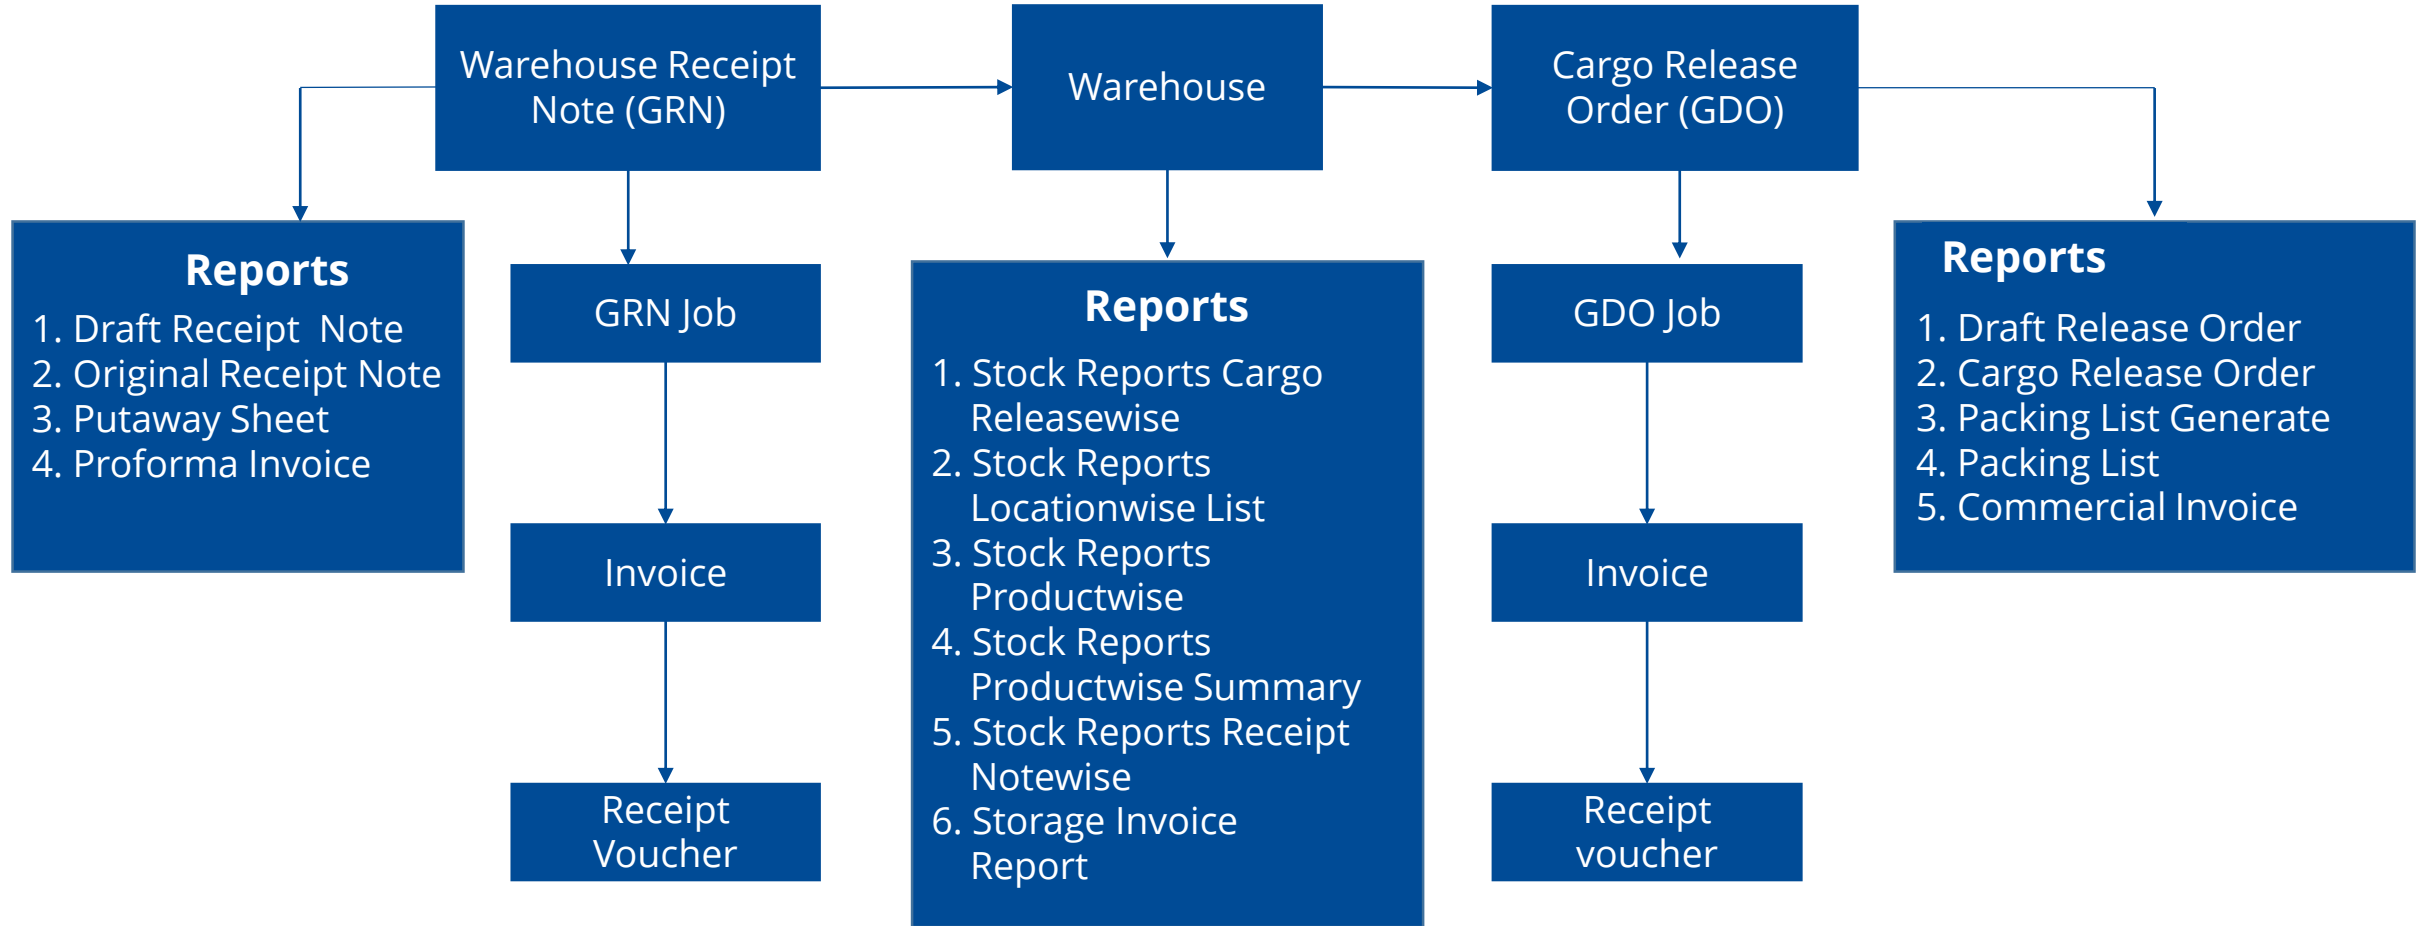 Warehouse Receipt
Note (GRN)
Warehouse
Cargo Release
Order (GDO)
Reports
1. Draft Receipt  Note
2. Original Receipt Note
3. Putaway Sheet
4. Proforma Invoice
GRN Job
Invoice
Receipt
Voucher
Reports
1. Stock Reports Cargo
Releasewise
2. Stock Reports
Locationwise List
3. Stock Reports
Productwise
4. Stock Reports
Productwise Summary
5. Stock Reports Receipt
Notewise
6. Storage Invoice
Report
GDO Job
Invoice
Receipt
voucher
Reports
1. Draft Release Order
2. Cargo Release Order
3. Packing List Generate
4. Packing List
5. Commercial Invoice